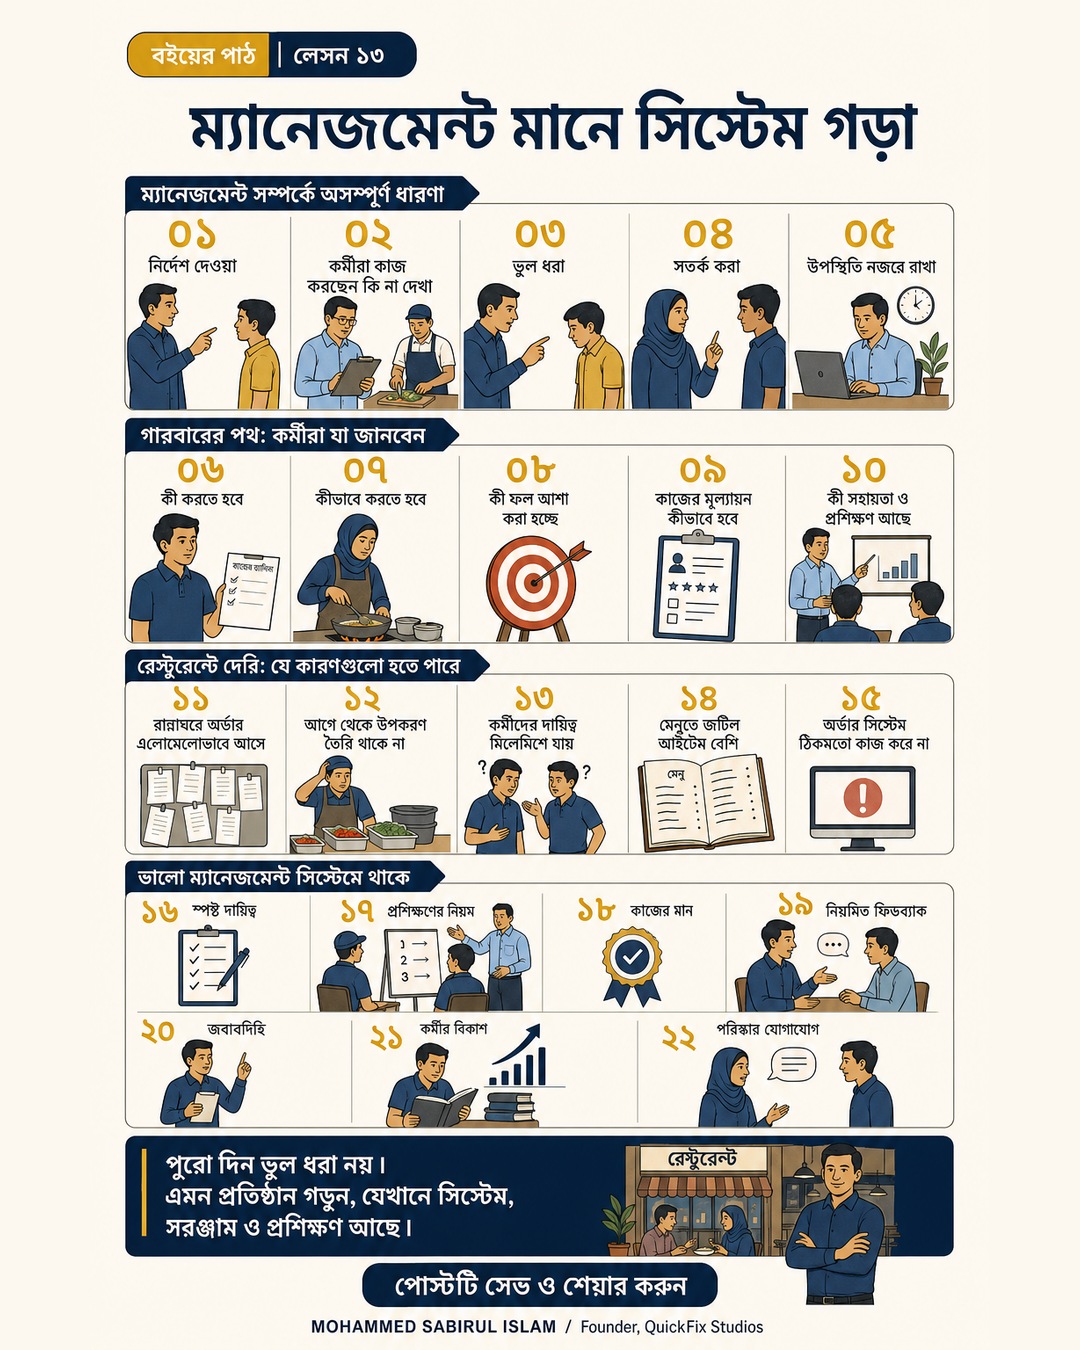 বইয়ের পাঠ | লেসন ১৩
ম্যানেজমেন্ট মানে সিস্টেম গড়া
ম্যানেজমেন্ট সম্পর্কে অসম্পূর্ণ ধারণা
০১
নির্দেশ দেওয়া
০২
কর্মীরা কাজ
করছেন কি না দেখা
০৩
ভুল ধরা
০৪
সতর্ক করা
০৫
উপস্থিতি নজরে রাখা
গারবারের পথ: কর্মীরা যা জানবেন
০৬
কী করতে হবে
কাজের তালিকা
০৭
কীভাবে করতে হবে
০৮
কী ফল আশা
করা হচ্ছে
০৯
কাজের মূল্যায়ন
কীভাবে হবে
১০
কী সহায়তা ও
প্রশিক্ষণ আছে
রেস্টুরেন্টে দেরি: যে কারণগুলো হতে পারে
১১
রান্নাঘরে অর্ডার
এলোমেলোভাবে আসে
১২
আগে থেকে উপকরণ
তৈরি থাকে না
১৩
কর্মীদের দায়িত্ব
মিলেমিশে যায়
? ?
১৪
মেনুতে জটিল
আইটেম বেশি
মেনু
১৫
অর্ডার সিস্টেম
ঠিকমতো কাজ করে না
!
ভালো ম্যানেজমেন্ট সিস্টেমে থাকে
১৬ স্পষ্ট দায়িত্ব
১৭ প্রশিক্ষণের নিয়ম
1 →
2 →
3 →
১৮ কাজের মান
১৯ নিয়মিত ফিডব্যাক
২০ জবাবদিহি
২১ কর্মীর বিকাশ
২২ পরিস্কার যোগাযোগ
পুরো দিন ভুল ধরা নয়।
এমন প্রতিষ্ঠান গড়ুন, যেখানে সিস্টেম,
সরঞ্জাম ও প্রশিক্ষণ আছে।
রেস্টুরেন্ট
পোস্টটি সেভ ও শেয়ার করুন
MOHAMMED SABIRUL ISLAM / Founder, QuickFix Studios